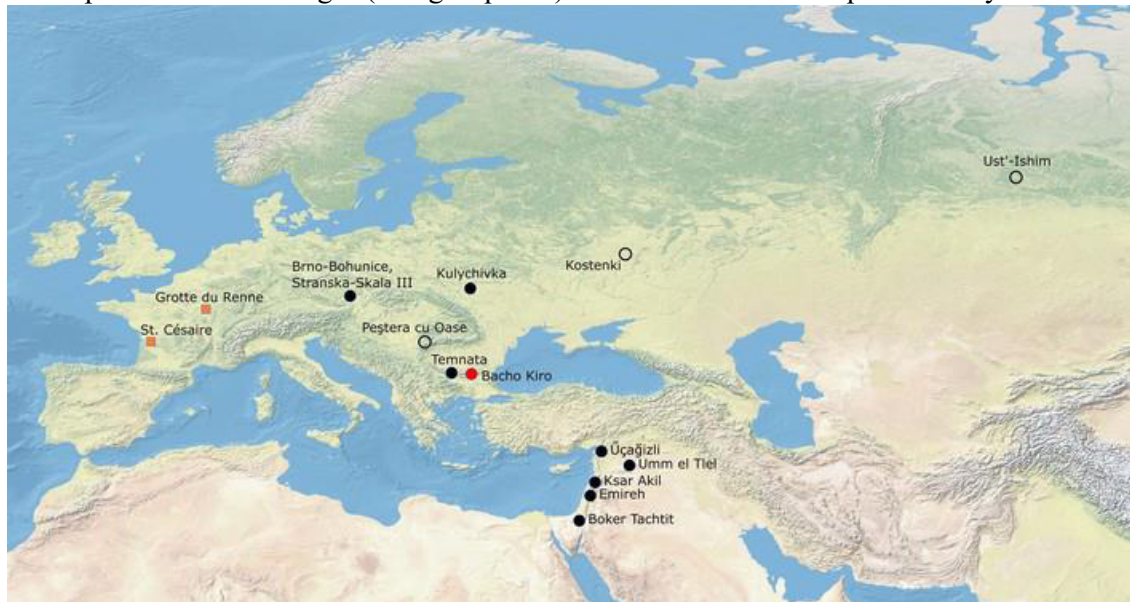 Ust'-Ishim
Kostenki
Brno-Bohunice,
Stranska-Skala III
Kulychivka
Grotte du Renne
St. Césaire
Peştera cu Oase
Temnata
Bacho Kiro
Űçağizli
Umm el Tlel
Ksar Akil
Emireh
Boker Tachtit